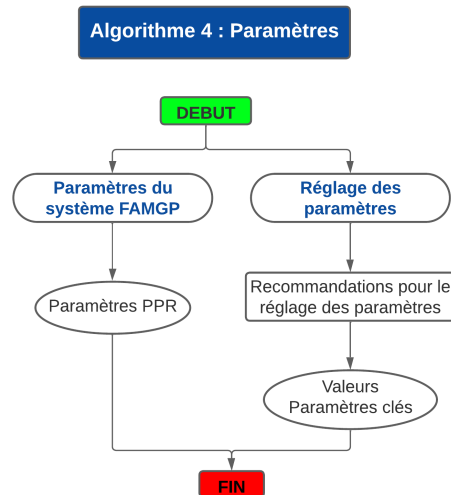 Algorithme 4 : Paramètres
DEBUT
Paramètres du
système FAMGP
Réglage des
paramètres
Paramètres PPR
Recommandations pour le
réglage des paramètres
Valeurs
Paramètres clés
FIN